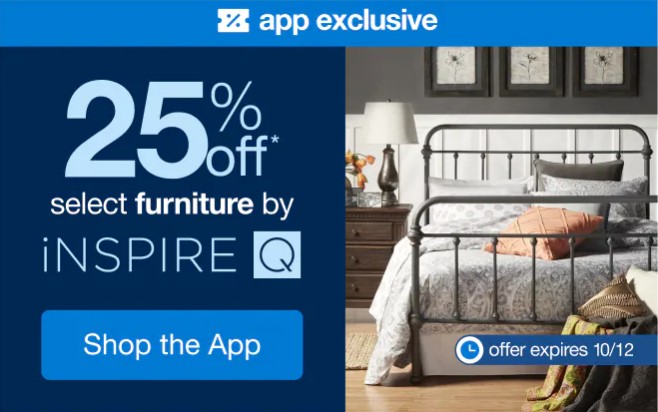 app exclusive
25% off*
select furniture by
iNSPIRE Q
Shop the App
offer expires 10/12